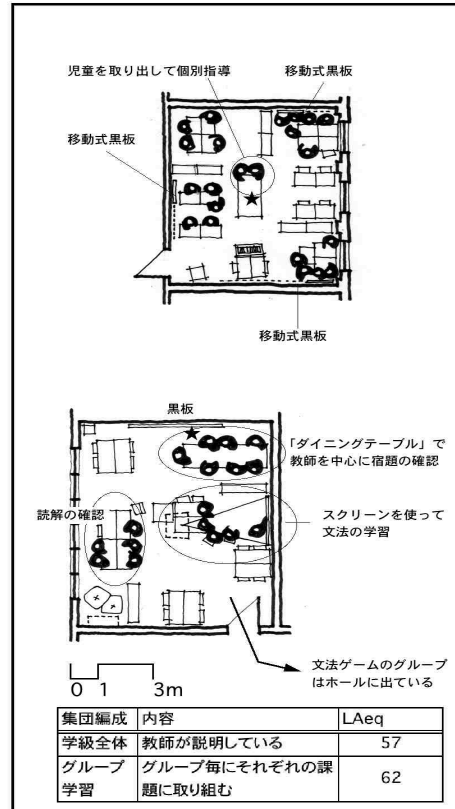 児童を取り出して個別指導
移動式黒板
移動式黒板
移動式黒板
黒板
「ダイニングテーブル」で
教師を中心に宿題の確認
読解の確認
スクリーンを使って
文法の学習
文法ゲームのグループ
はホールに出ている
0 1 3m
集団編成 内容 LAeq
学級全体 教師が説明している 57
グループ 学習 グループ毎にそれぞれの課
題に取り組む 62